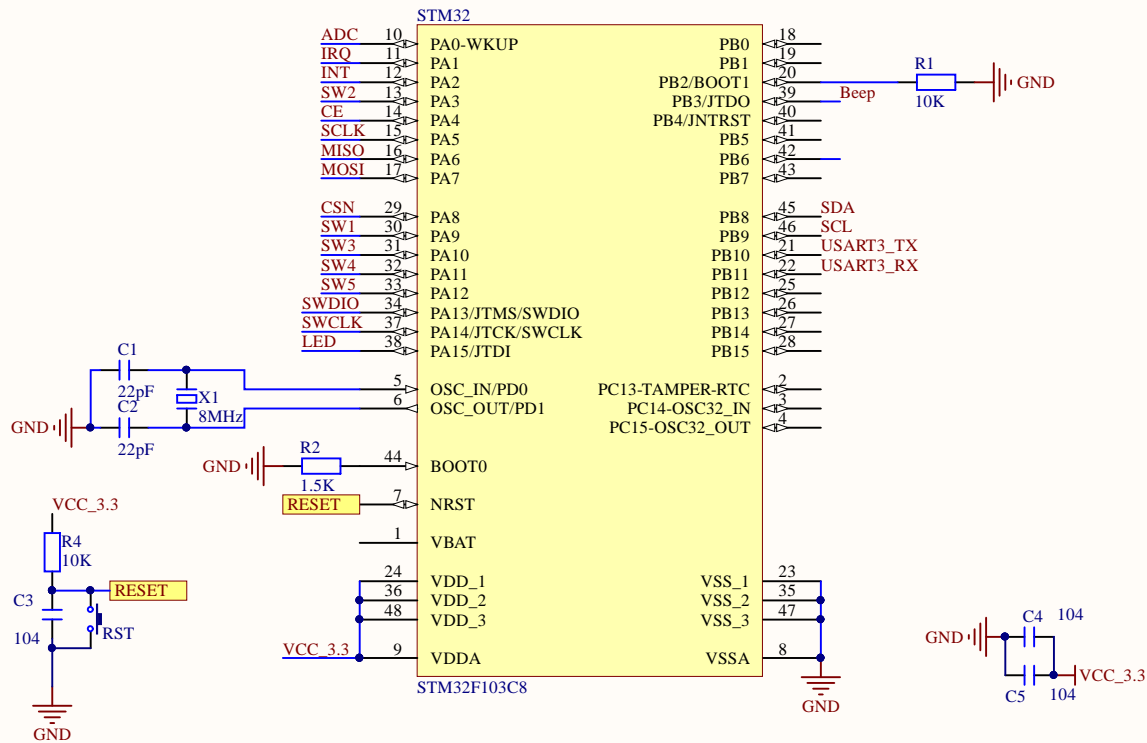 STM32
ADC 10 PA0-WKUP PB0 18
IRQ 11 PA1 PB1 19
INT 12 PA2 PB2/BOOT1 20 R1 10K GND
SW2 13 PA3 PB3/JTDO 39 Beep
CE 14 PA4 PB4/JNTRST 40
SCLK 15 PA5 PB5 41
MISO 16 PA6 PB6 42
MOSI 17 PA7 PB7 43
CSN 29 PA8 PB8 45 SDA
SW1 30 PA9 PB9 46 SCL
SW3 31 PA10 PB10 21 USART3_TX
SW4 32 PA11 PB11 22 USART3_RX
SW5 33 PA12 PB12 25
SWDIO 34 PA13/JTMS/SWDIO PB13 26
SWCLK 37 PA14/JTCK/SWCLK PB14 27
LED 38 PA15/JTDI PB15 28
C1
22pF
5 OSC_IN/PD0 PC13-TAMPER-RTC 2
X1
8MHz
6 OSC_OUT/PD1 PC14-OSC32_IN 3
C2
GND
22pF
PC15-OSC32_OUT 4
R2
GND 44 BOOT0
1.5K
RESET 7 NRST
VCC_3.3
1 VBAT
R4
10K
24 VDD_1 VSS_1 23
RESET
36 VDD_2 VSS_2 35
C3
48 VDD_3 VSS_3 47
104
RST
VCC_3.3 9 VDDA VSSA 8
GND C4 104
C5 104 VCC_3.3
STM32F103C8
GND
GND